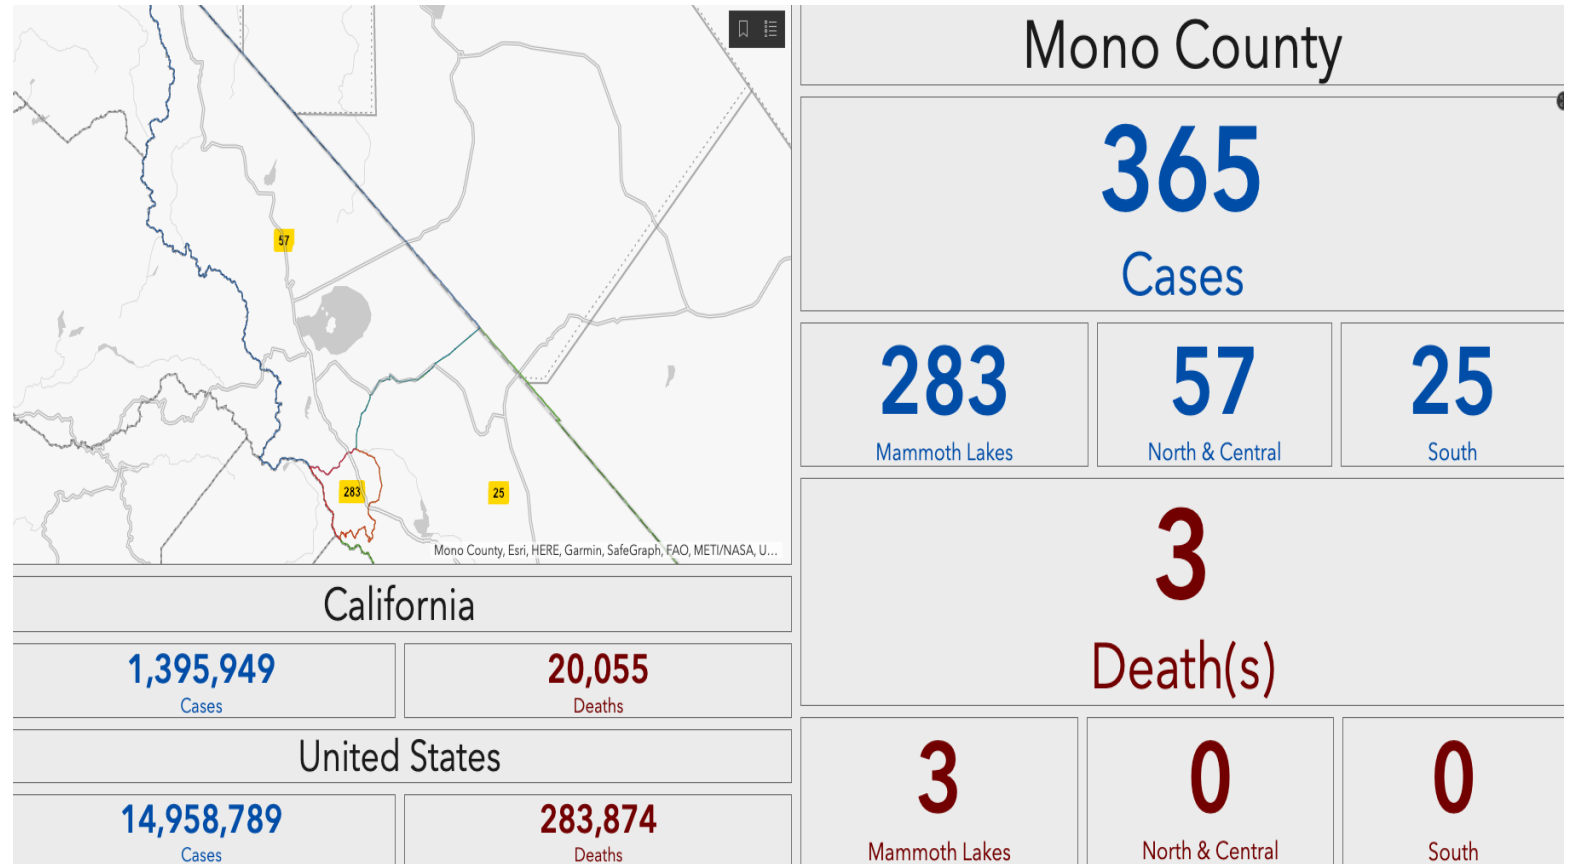 57
283
25
Mono County, Esri, HERE, Garmin, SafeGraph, FAO, METI/NASA, U...
California
1,395,949
Cases
20,055
Deaths
United States
14,958,789
Cases
283,874
Deaths
Mono County
365
Cases
283
Mammoth Lakes
57
North & Central
25
South
3
Death(s)
3
Mammoth Lakes
0
North & Central
0
South